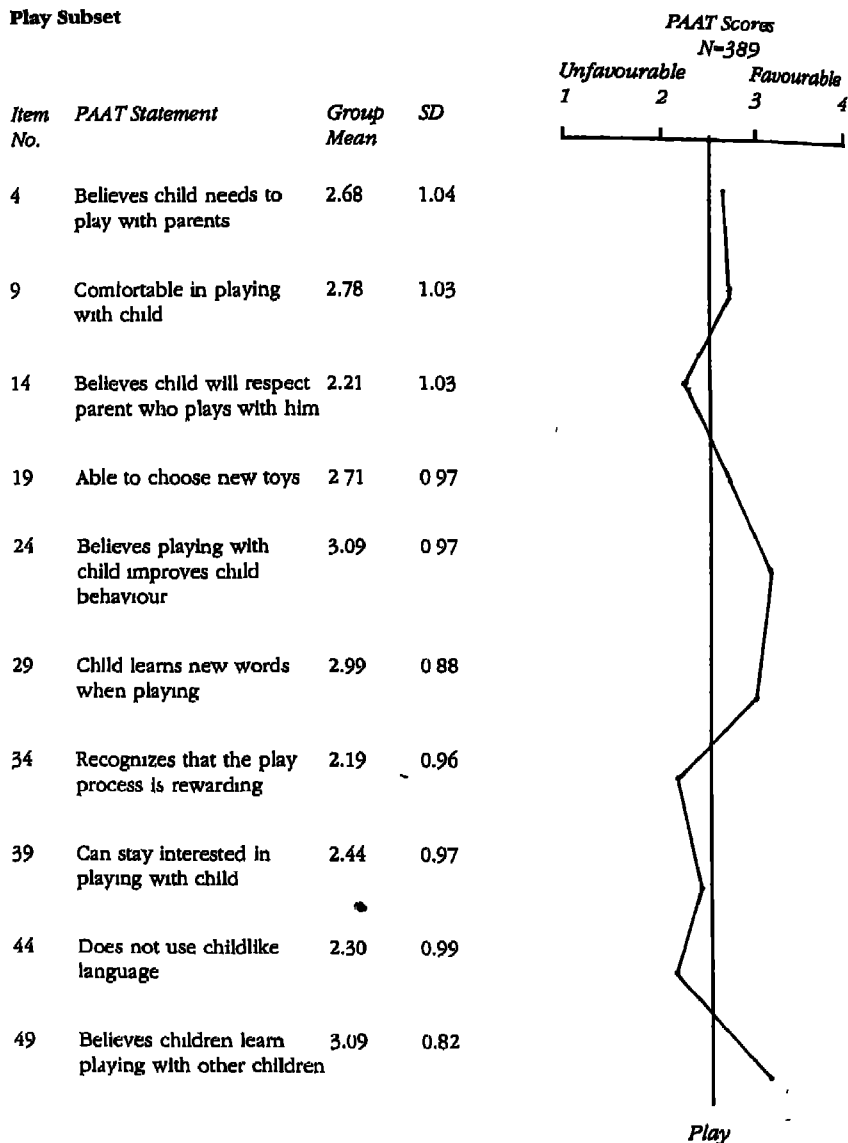 Play Subset
PAAT Scores
N=389
Unfavourable Favourable
1 2 3 4
Item No. PAAT Statement Group Mean SD
4 Believes child needs to 2.68 1.04
play with parents
9 Comfortable in playing 2.78 1.03
with child
14 Believes child will respect 2.21 1.03
parent who plays with him
19 Able to choose new toys 2 71 0 97
24 Believes playing with 3.09 0 97
child improves child
behaviour
29 Child learns new words 2.99 0 88
when playing
34 Recognizes that the play 2.19 0.96
process is rewarding
39 Can stay interested in 2.44 0.97
playing with child
44 Does not use childlike 2.30 0.99
language
49 Believes children learn 3.09 0.82
playing with other children
Play